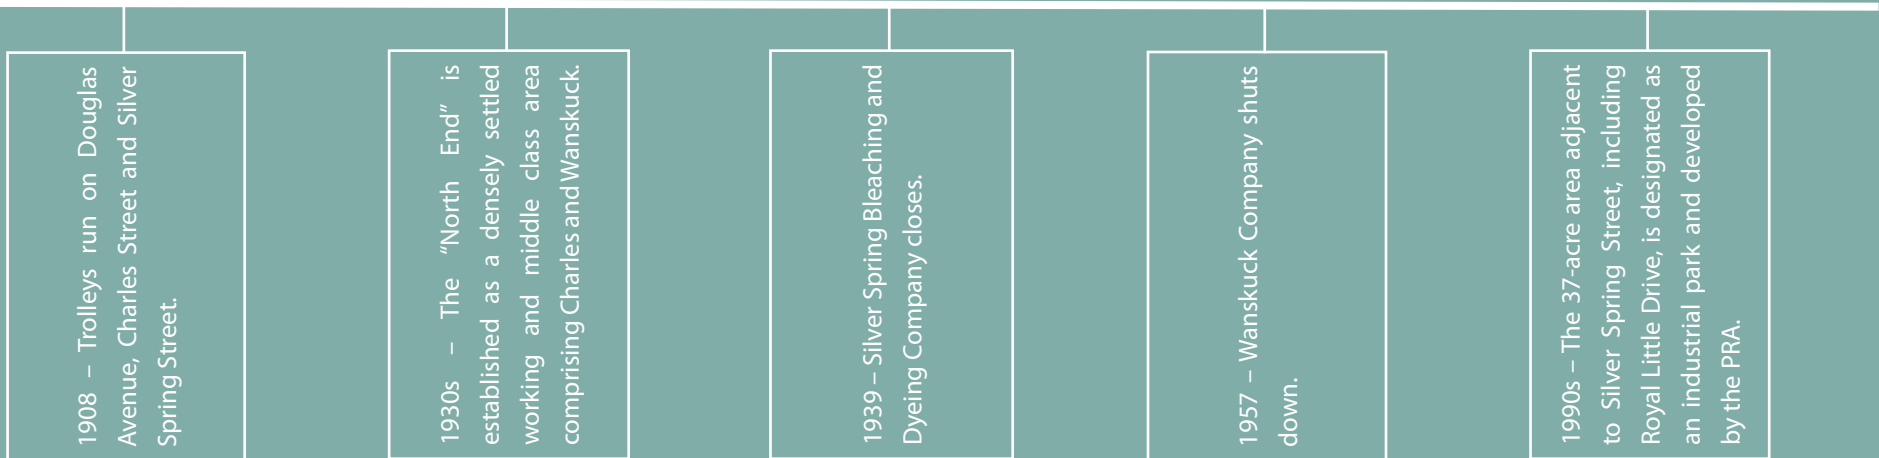 1908 – Trolleys run on Douglas
Avenue, Charles Street and Silver
Spring Street.
1930s – The “North End” is
established as a densely settled
working and middle class area
comprising Charles and Wanskuck.
1939 – Silver Spring Bleaching and
Dyeing Company closes.
1957 – Wanskuck Company shuts
down.
1990s – The 37-acre area adjacent
to Silver Spring Street, including
Royal Little Drive, is designated as
an industrial park and developed
by the PRA.